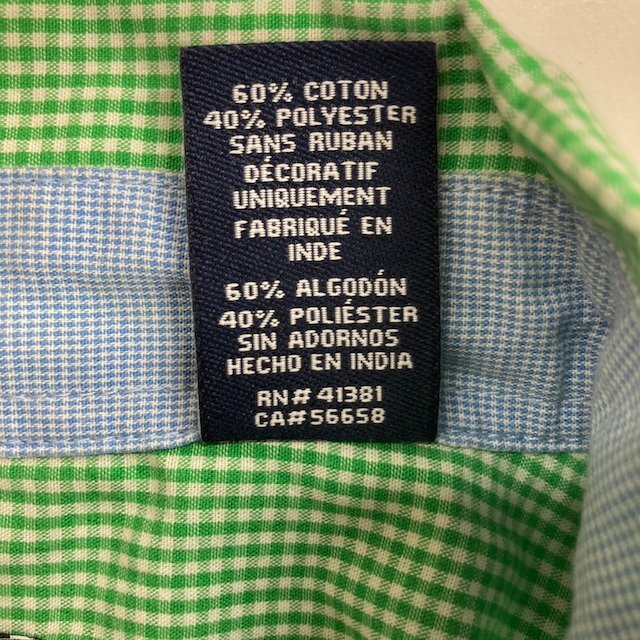 60% COTON
40% POLYESTER
SANS RUBAN
DÉCORATIF
UNIQUEMENT
FABRIQUÉ EN
INDE
60% ALGODÓN
40% POLIÉSTER
SIN ADORNOS
HECHO EN INDIA
RN# 41381
CA#56658